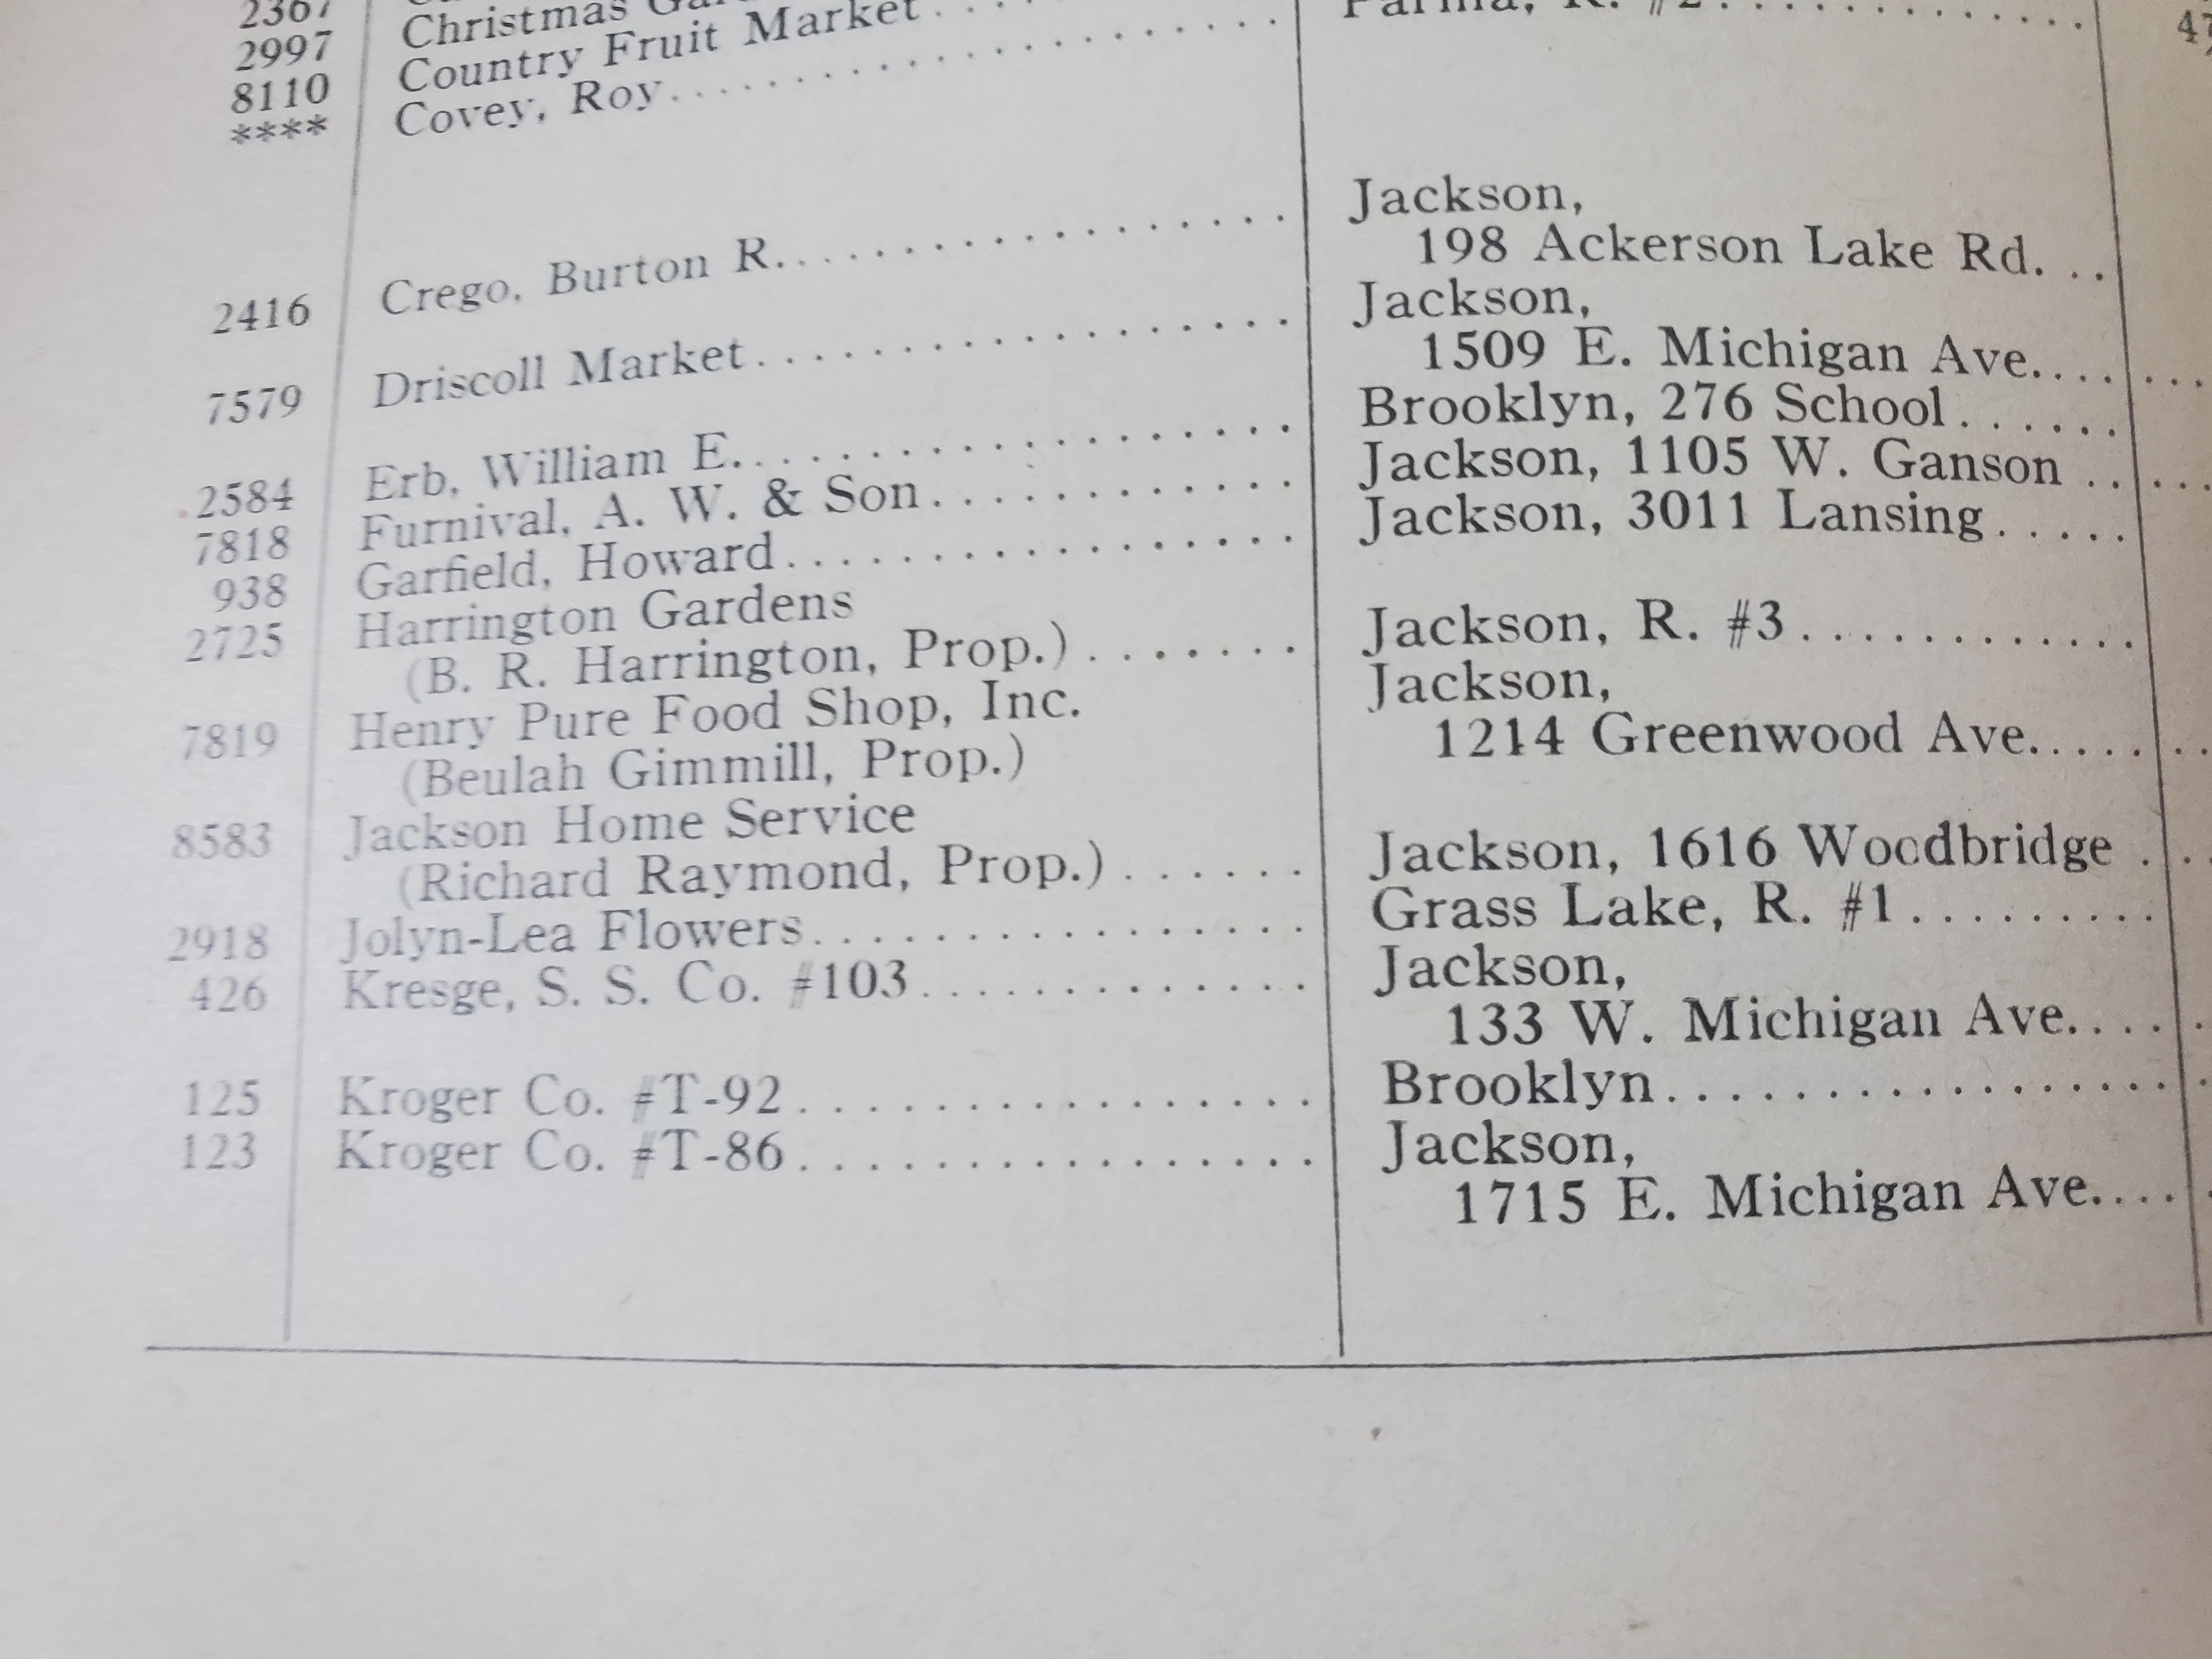 2367
2997 Christmas
8110 Country Fruit Market . . .
**** Covey, Roy . . . . . . . . . . . . . . . . . . Parma, R. #2 . . . . . . . . . . . . . 47
2416 Crego, Burton R. . . . . . . . . . . . . . . . Jackson,
198 Ackerson Lake Rd. . .
7579 Driscoll Market . . . . . . . . . . . . . . . . Jackson,
1509 E. Michigan Ave. . . . . . .
2584 Erb, William E. . . . . . . . . . . . . . . . . Brooklyn, 276 School . . . . . .
7818 Furnival, A. W. & Son . . . . . . . . . . . . Jackson, 1105 W. Ganson . . . . .
938 Garfield, Howard . . . . . . . . . . . . . . . . Jackson, 3011 Lansing . . . . .
2725 Harrington Gardens
(B. R. Harrington, Prop.) . . . . . . . Jackson, R. #3 . . . . . . . . . . . . .
7819 Henry Pure Food Shop, Inc. Jackson,
(Beulah Gimmill, Prop.) 1214 Greenwood Ave. . . . . . .
8583 Jackson Home Service
(Richard Raymond, Prop.) . . . . . . Jackson, 1616 Woodbridge . . .
2918 Jolyn-Lea Flowers . . . . . . . . . . . . . . . Grass Lake, R. #1 . . . . . . . . .
426 Kresge, S. S. Co. #103 . . . . . . . . . . . . Jackson,
133 W. Michigan Ave. . . . .
125 Kroger Co. #T-92 . . . . . . . . . . . . . . . . Brooklyn . . . . . . . . . . . . . . . . .
123 Kroger Co. #T-86 . . . . . . . . . . . . . . . . Jackson,
1715 E. Michigan Ave. . . . .